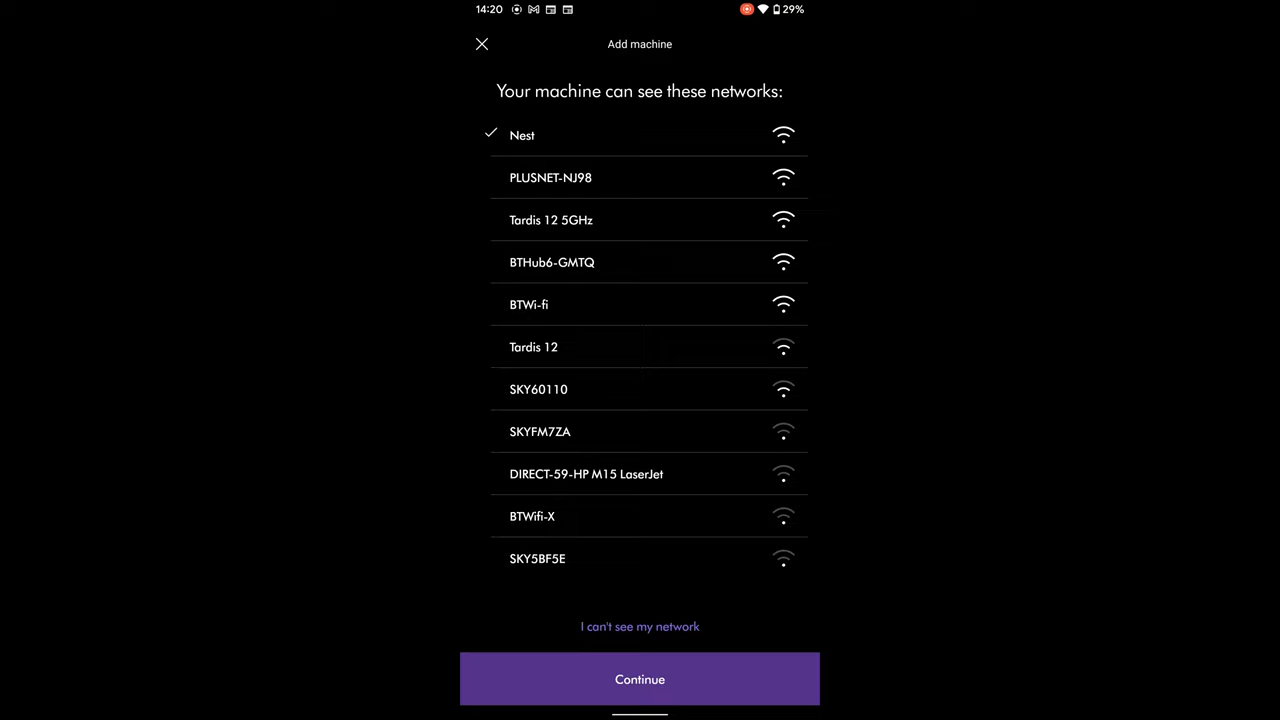 14:20 29%
Add machine
Your machine can see these networks:
Nest
PLUSNET-NJ98
Tardis 12 5GHz
BTHub6-GMTQ
BTWi-fi
Tardis 12
SKY60110
SKYFM7ZA
DIRECT-59-HP M15 LaserJet
BTWifi-X
SKY5BF5E
I can't see my network
Continue